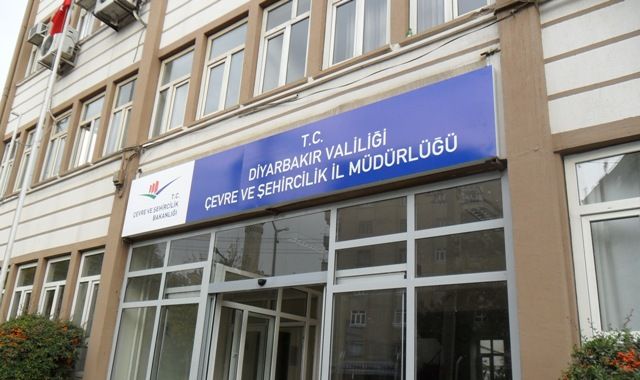 T.C.
DİYARBAKIR VALİLİĞİ
ÇEVRE VE ŞEHİRCİLİK İL MÜDÜRLÜĞÜ
T.C.
ÇEVRE VE ŞEHİRCİLİK
BAKANLIĞI